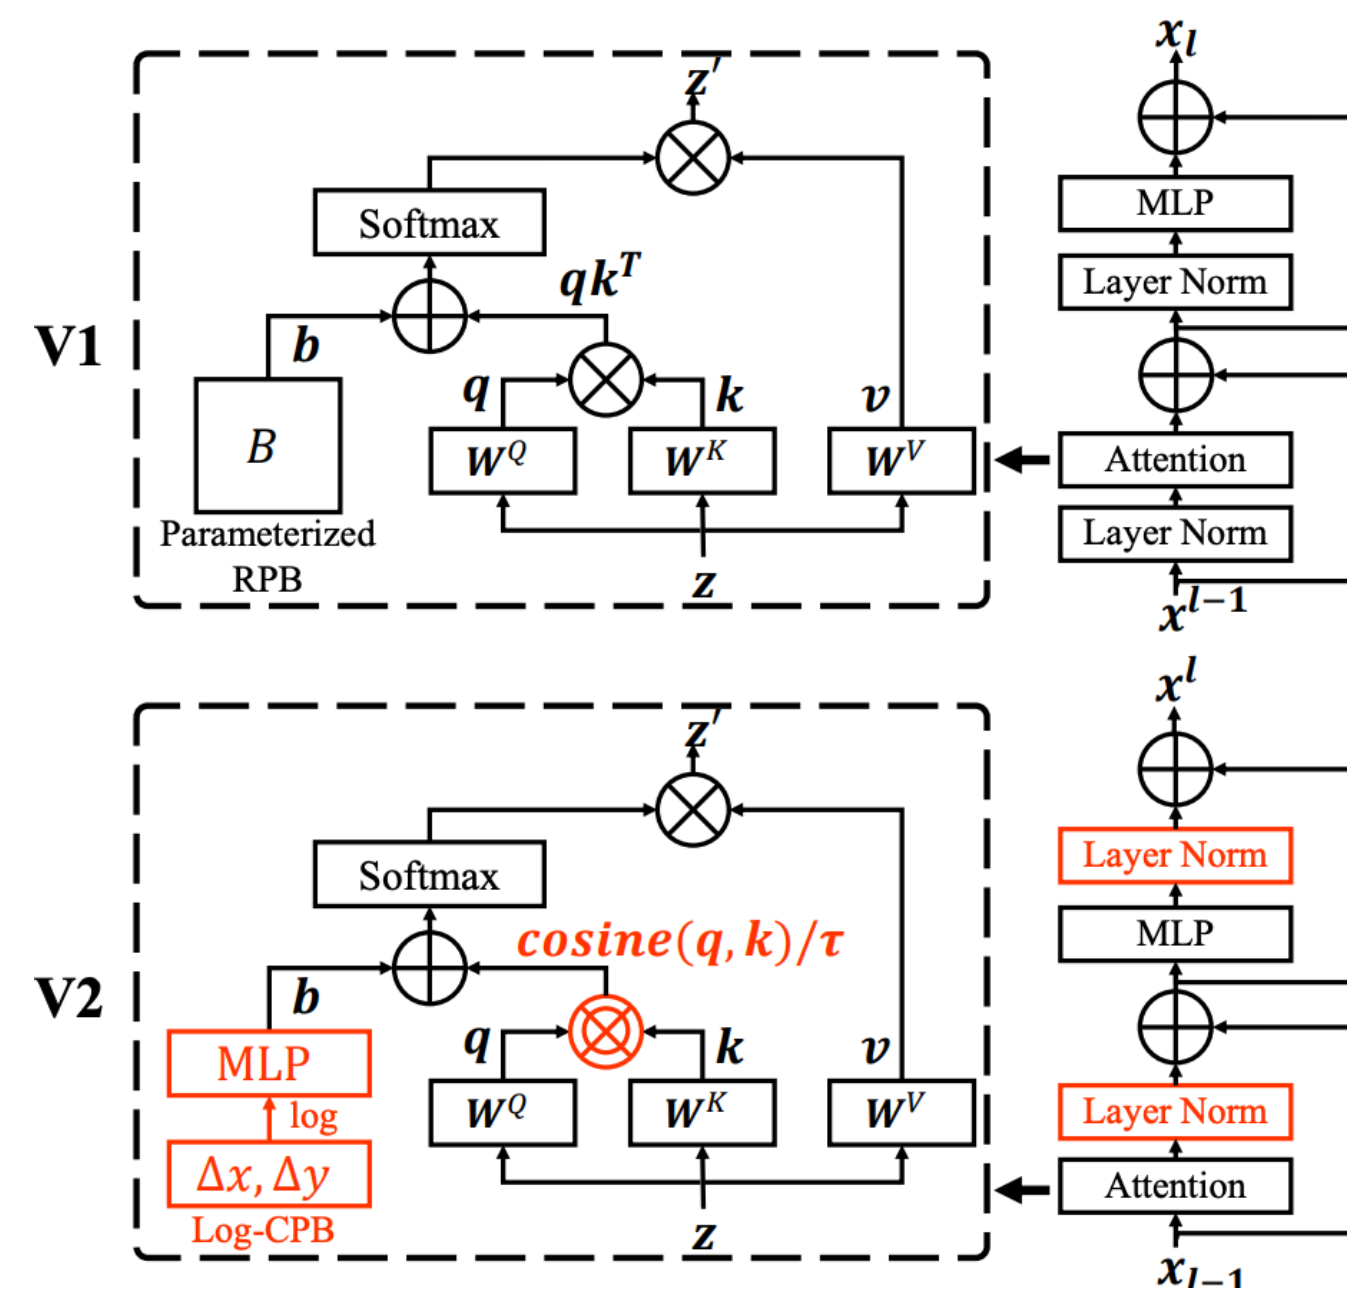 V1
z′
Softmax
qkᵀ
b
q
k
v
B
W^Q
W^K
W^V
Parameterized
RPB
z
x_l
MLP
Layer Norm
Attention
Layer Norm
x^{l−1}
V2
z′
Softmax
cosine(q, k)/τ
b
q
k
v
MLP
log
Δx, Δy
Log-CPB
W^Q
W^K
W^V
z
x^l
Layer Norm
MLP
Layer Norm
Attention
x_{l−1}